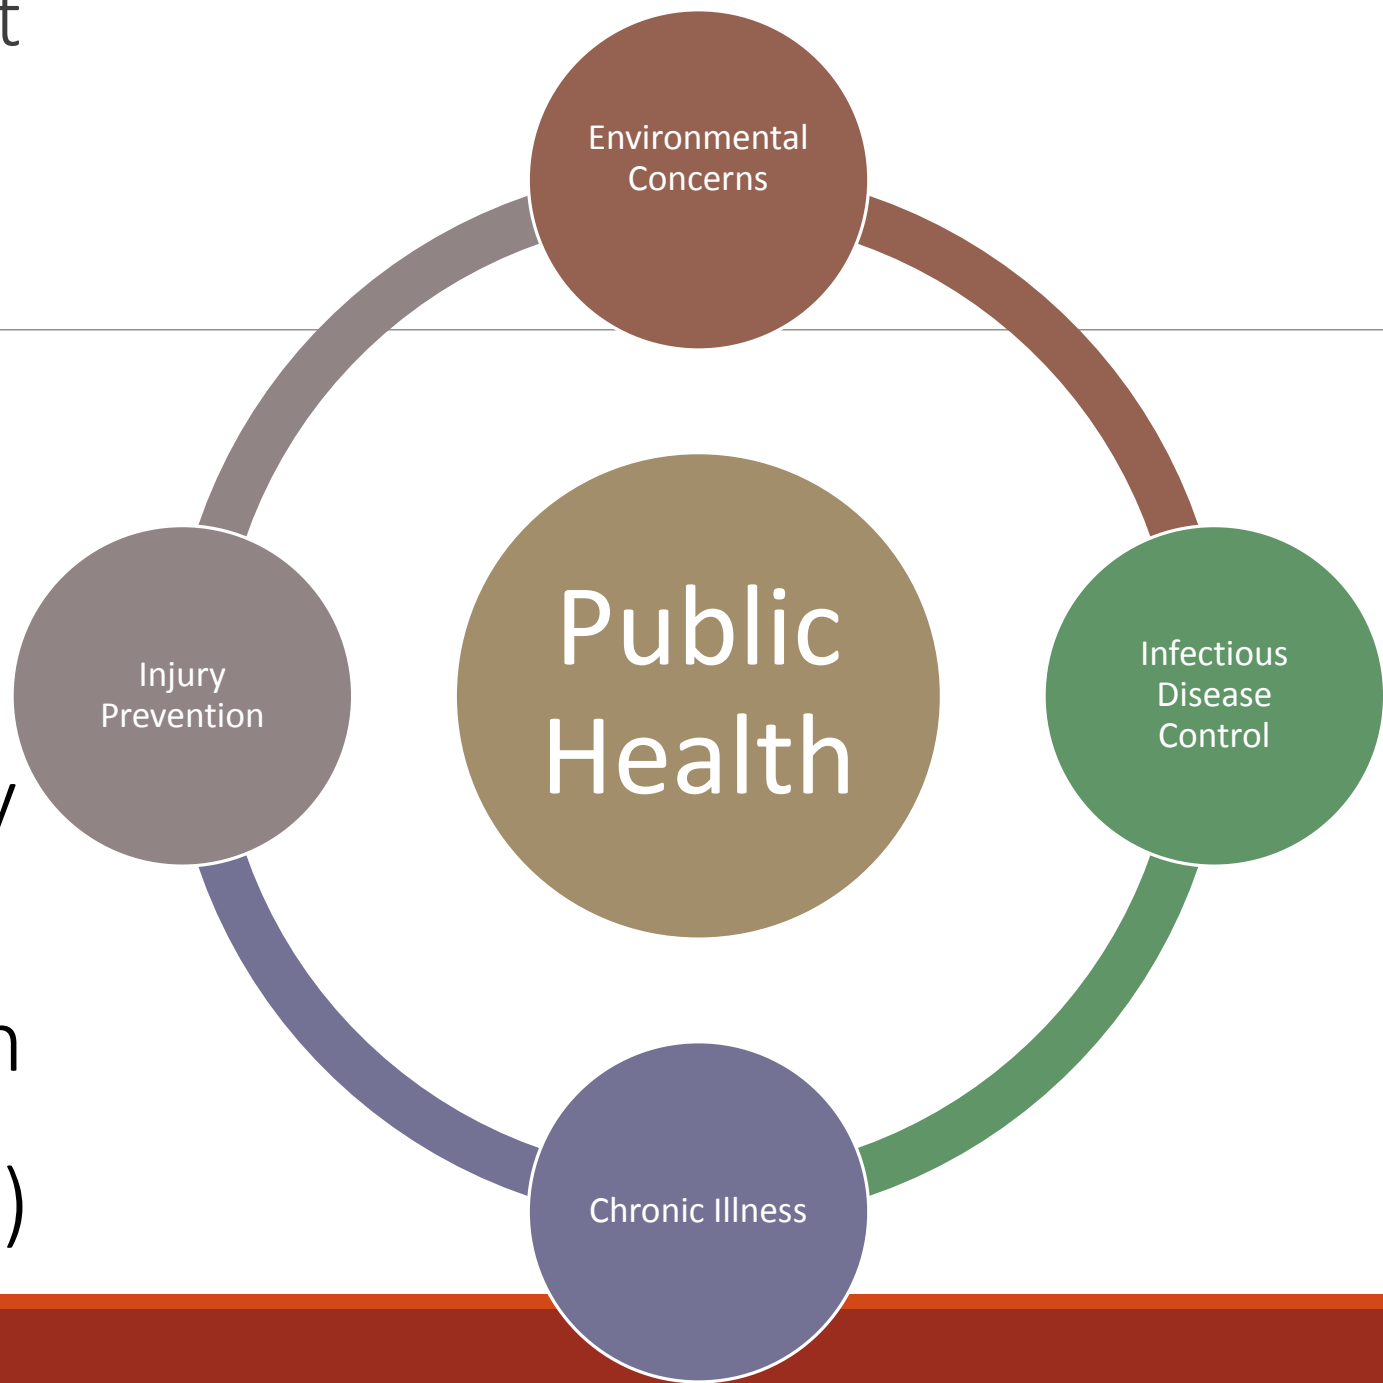 t
Environmental
Concerns
Public
Health
Injury
Prevention
Infectious
Disease
Control
y
n
)
Chronic Illness